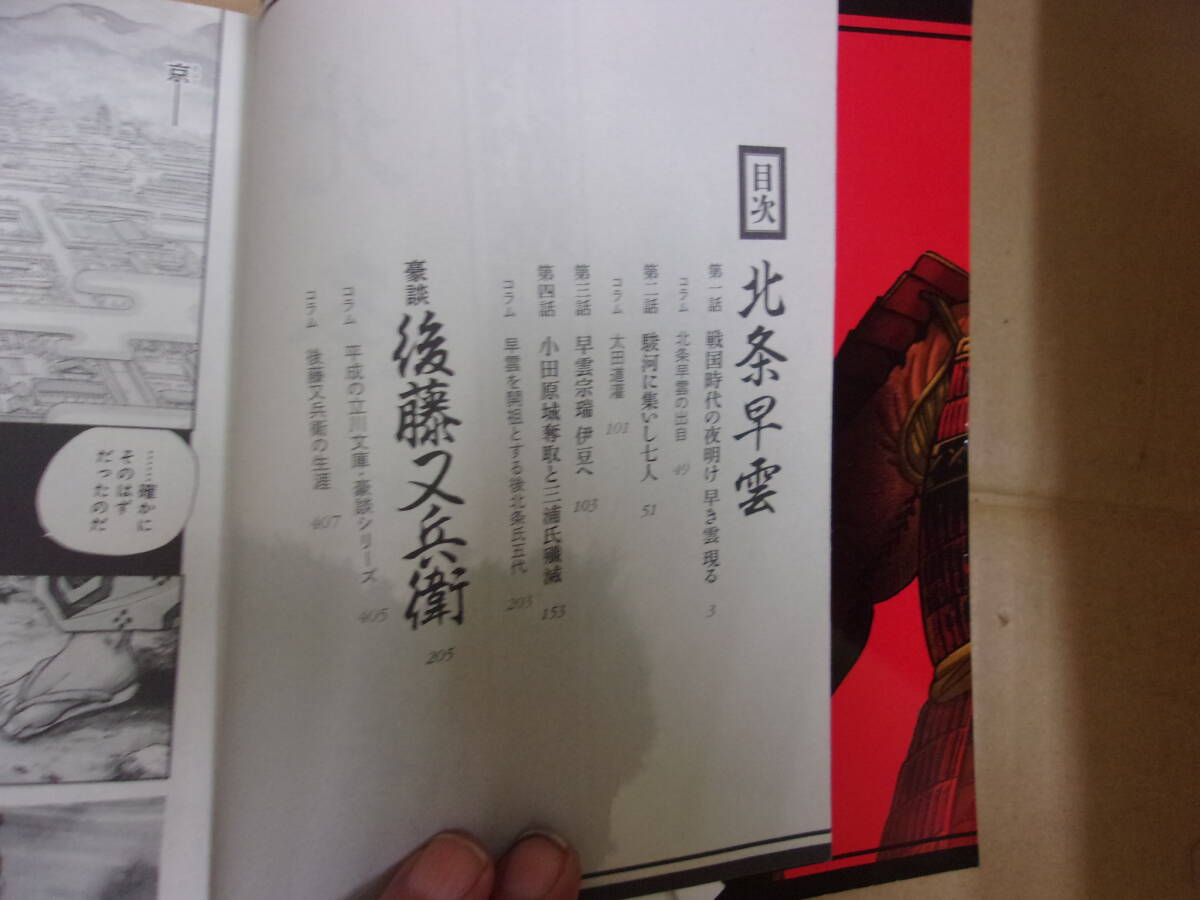 目次
北条早雲
第一話 戦国時代の夜明け 早き雲 現る 3
コラム 北条早雲の出目 49
第二話 駿河に集いし七人 51
コラム 太田道灌 101
第三話 早雲宗瑞 伊豆へ 103
第四話 小田原城奪取と三浦氏殲滅 153
コラム 早雲を開祖とする後北条氏五代 203
豪談 後藤又兵衛 205
コラム 平成の立川文庫・豪談シリーズ 405
コラム 後藤又兵衛の生涯 407
京──
……確かに
そのはず
だったのだ